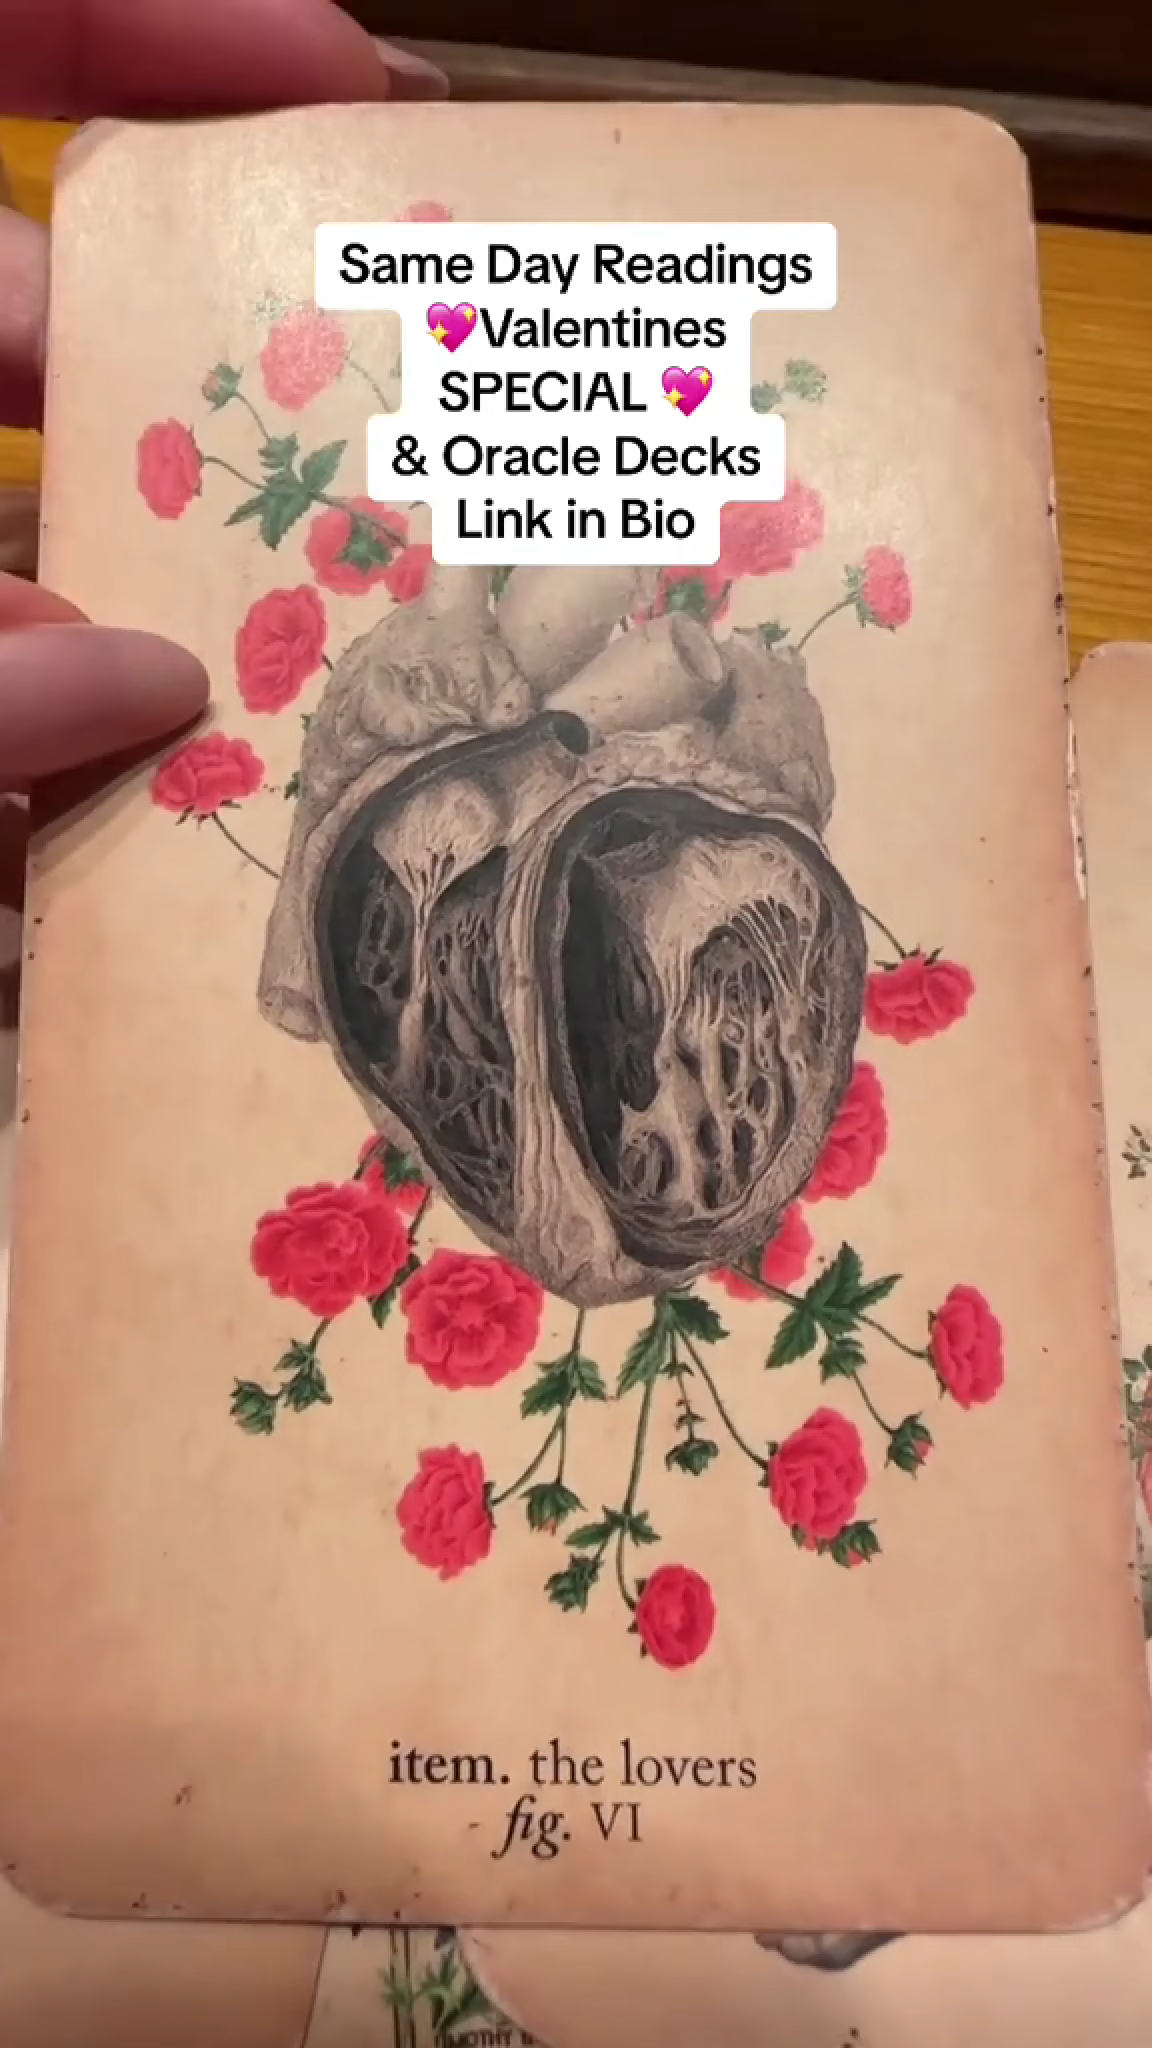 Same Day Readings
💖Valentines
SPECIAL 💖
& Oracle Decks
Link in Bio
item. the lovers
fig. VI